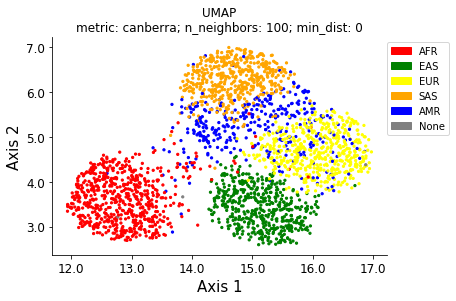 UMAP
metric: canberra; n_neighbors: 100; min_dist: 0
7.0
6.0
5.0
4.0
3.0
Axis 2
12.0 13.0 14.0 15.0 16.0 17.0
Axis 1
AFR
EAS
EUR
SAS
AMR
None